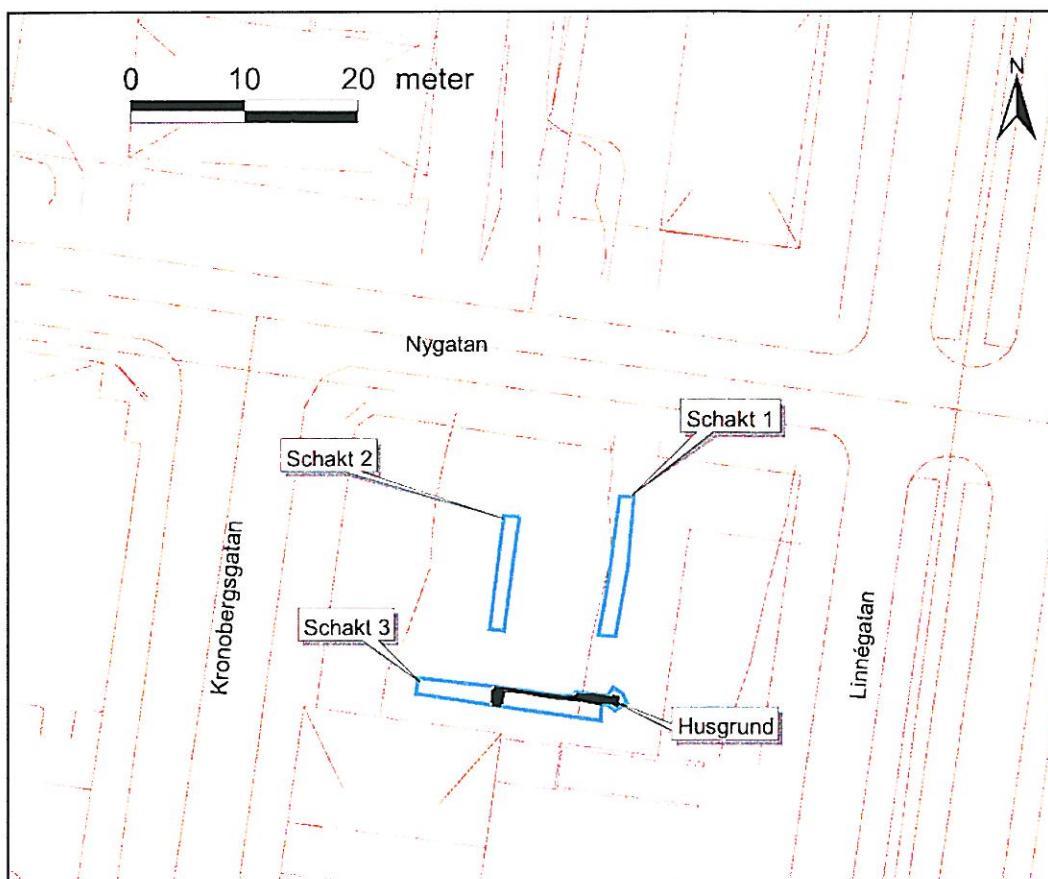 0 10 20 meter
N
Nygatan
Schakt 1
Schakt 2
Kronobergsgatan
Linnégatan
Schakt 3
Husgrund